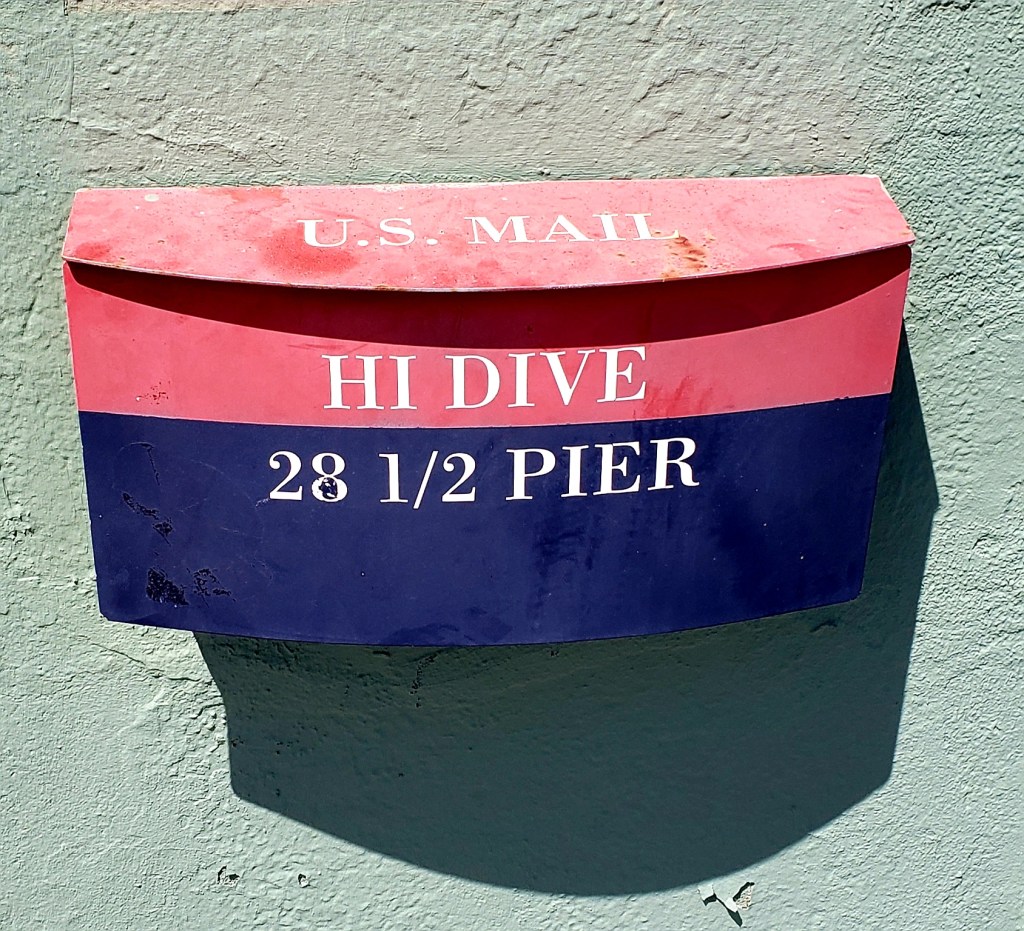 U.S. MAIL
HI DIVE
28 1/2 PIER